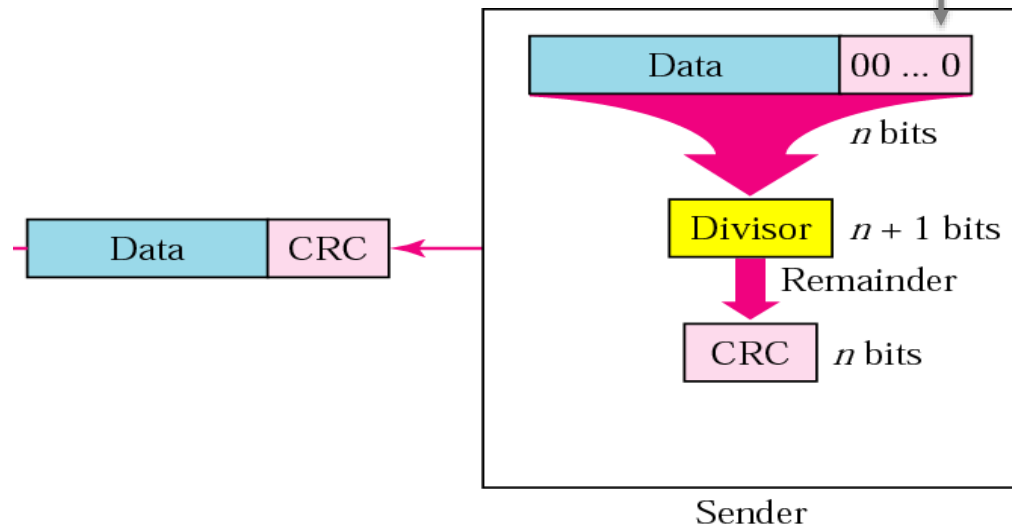 Data 00 ... 0
n bits
Divisor n + 1 bits
Data CRC
Remainder
CRC n bits
Sender